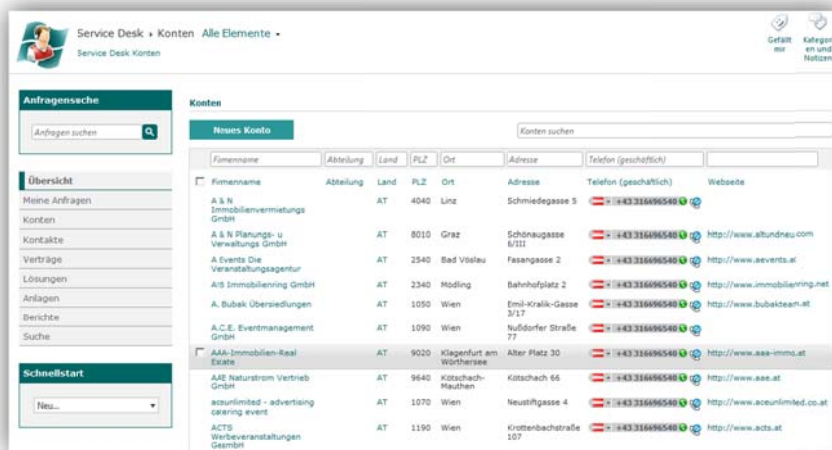 Service Desk › Konten Alle Elemente
Service Desk Konten
Gefällt mir
Kategori
en und
Notizen
Anfragensuche
Anfragen suchen
Übersicht
Meine Anfragen
Konten
Kontakte
Verträge
Lösungen
Anlagen
Berichte
Suche
Schnellstart
Neu...
Konten
Neues Konto
Konten suchen
Firmenname Abteilung Land PLZ Ort Adresse Telefon (geschäftlich)
Firmenname Abteilung Land PLZ Ort Adresse Telefon (geschäftlich) Webseite
A & N Immobilienvermietungs GmbH AT 4040 Linz Schmiedegasse 5 +43 316696540
A & N Planungs- u Verwaltungs GmbH AT 8010 Graz Schönaugasse 6/III +43 316696540 http://www.altundneu.com
A Events Die Veranstaltungsagentur AT 2540 Bad Vöslau Fasangasse 2 +43 316696540 http://www.aevents.at
A!S Immobilienring GmbH AT 2340 Mödling Bahnhofplatz 2 +43 316696540 http://www.immobilienring.net
A. Bubak Übersiedlungen AT 1050 Wien Emil-Kralik-Gasse 3/17 +43 316696540 http://www.bubakteam.at
A.C.E. Eventmanagement GmbH AT 1090 Wien Nußdorfer Straße 77 +43 316696540
AAA-Immobilien-Real Estate AT 9020 Klagenfurt am Wörthersee Alter Platz 30 +43 316696540 http://www.aaa-immo.at
AAE Naturstrom Vertrieb GmbH AT 9640 Kötschach-Mauthen Kötschach 66 +43 316696540 http://www.aae.at
aceunlimited - advertising catering event AT 1070 Wien Neustiftgasse 4 +43 316696540 http://www.aceunlimited.co.at
ACTS Werbeveranstaltungen GesmbH AT 1190 Wien Krottenbachstraße 107 +43 316696540 http://www.acts.at